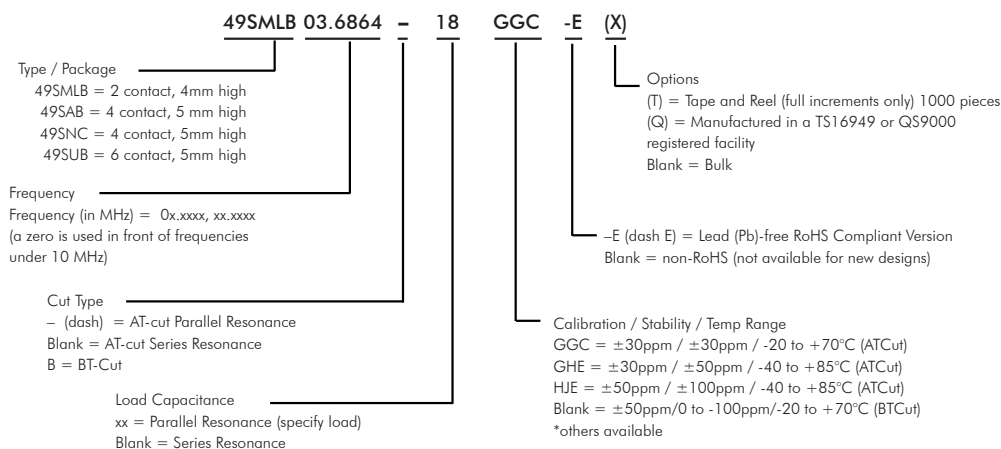 49SMLB 03.6864 – 18 GGC -E (X)
Type / Package
49SMLB = 2 contact, 4mm high
49SAB = 4 contact, 5 mm high
49SNC = 4 contact, 5mm high
49SUB = 6 contact, 5mm high
Options
(T) = Tape and Reel (full increments only) 1000 pieces
(Q) = Manufactured in a TS16949 or QS9000
registered facility
Blank = Bulk
Frequency
Frequency (in MHz) = 0x.xxxx, xx.xxxx
(a zero is used in front of frequencies
under 10 MHz)
–E (dash E) = Lead (Pb)-free RoHS Compliant Version
Blank = non-RoHS (not available for new designs)
Cut Type
– (dash) = AT-cut Parallel Resonance
Blank = AT-cut Series Resonance
B = BT-Cut
Calibration / Stability / Temp Range
GGC = ±30ppm / ±30ppm / -20 to +70°C (ATCut)
GHE = ±30ppm / ±50ppm / -40 to +85°C (ATCut)
HJE = ±50ppm / ±100ppm / -40 to +85°C (ATCut)
Blank = ±50ppm/0 to -100ppm/-20 to +70°C (BTCut)
*others available
Load Capacitance
xx = Parallel Resonance (specify load)
Blank = Series Resonance